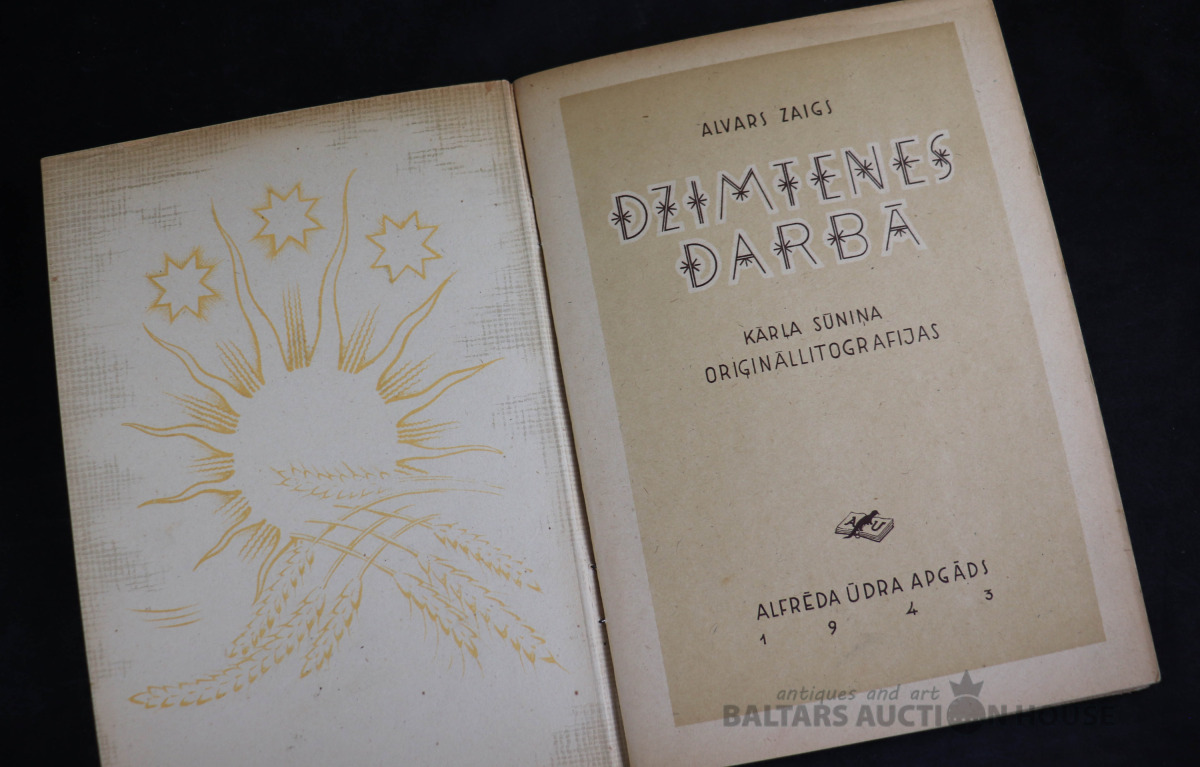 ALVARS ZAIGS
DZIMTENES
DARBĀ
KĀRĻA SŪNIŅA
ORIĢINĀLLITOGRAFIJAS
A U
ALFRĒDA ŪDRA APGĀDS
1 9 4 3
antiques and art
BALTARS AUCTION HOUSE